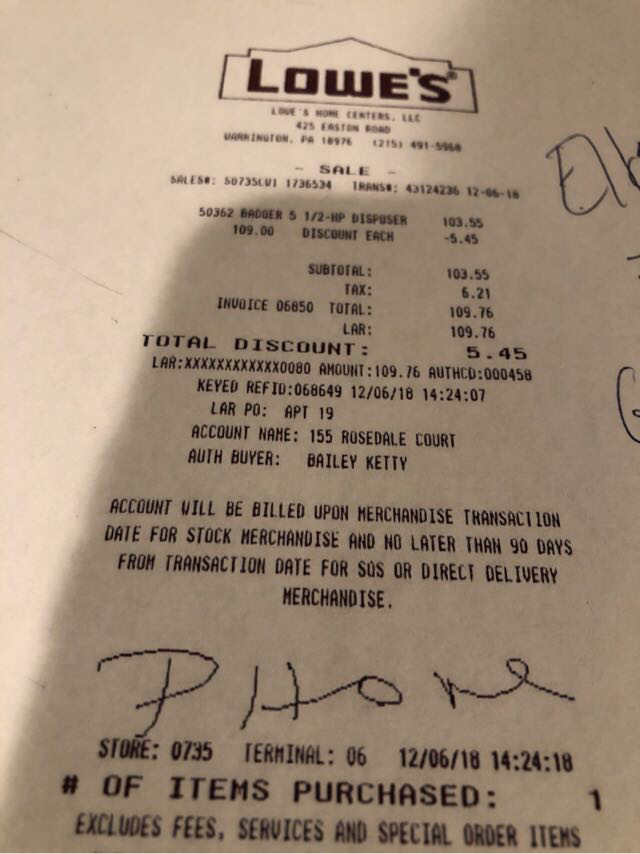 LOWE'S®
LOWE'S HOME CENTERS, LLC
425 EASTON ROAD
WARRINGTON, PA 18976 (215) 491-5968
- SALE -
SALES#: S0735LW1 1736534 TRANS#: 43124236 12-06-18
50362 BADGER 5 1/2-HP DISPOSER 103.55
109.00 DISCOUNT EACH -5.45
SUBTOTAL: 103.55
TAX: 6.21
INVOICE 06850 TOTAL: 109.76
LAR: 109.76
TOTAL DISCOUNT: 5.45
LAR:XXXXXXXXXXXX0080 AMOUNT:109.76 AUTHCD:000458
KEYED REFID:068649 12/06/18 14:24:07
LAR PO: APT 19
ACCOUNT NAME: 155 ROSEDALE COURT
AUTH BUYER: BAILEY KETTY
ACCOUNT WILL BE BILLED UPON MERCHANDISE TRANSACTION
DATE FOR STOCK MERCHANDISE AND NO LATER THAN 90 DAYS
FROM TRANSACTION DATE FOR SOS OR DIRECT DELIVERY
MERCHANDISE.
PHone
STORE: 0735 TERMINAL: 06 12/06/18 14:24:18
# OF ITEMS PURCHASED: 1
EXCLUDES FEES, SERVICES AND SPECIAL ORDER ITEMS